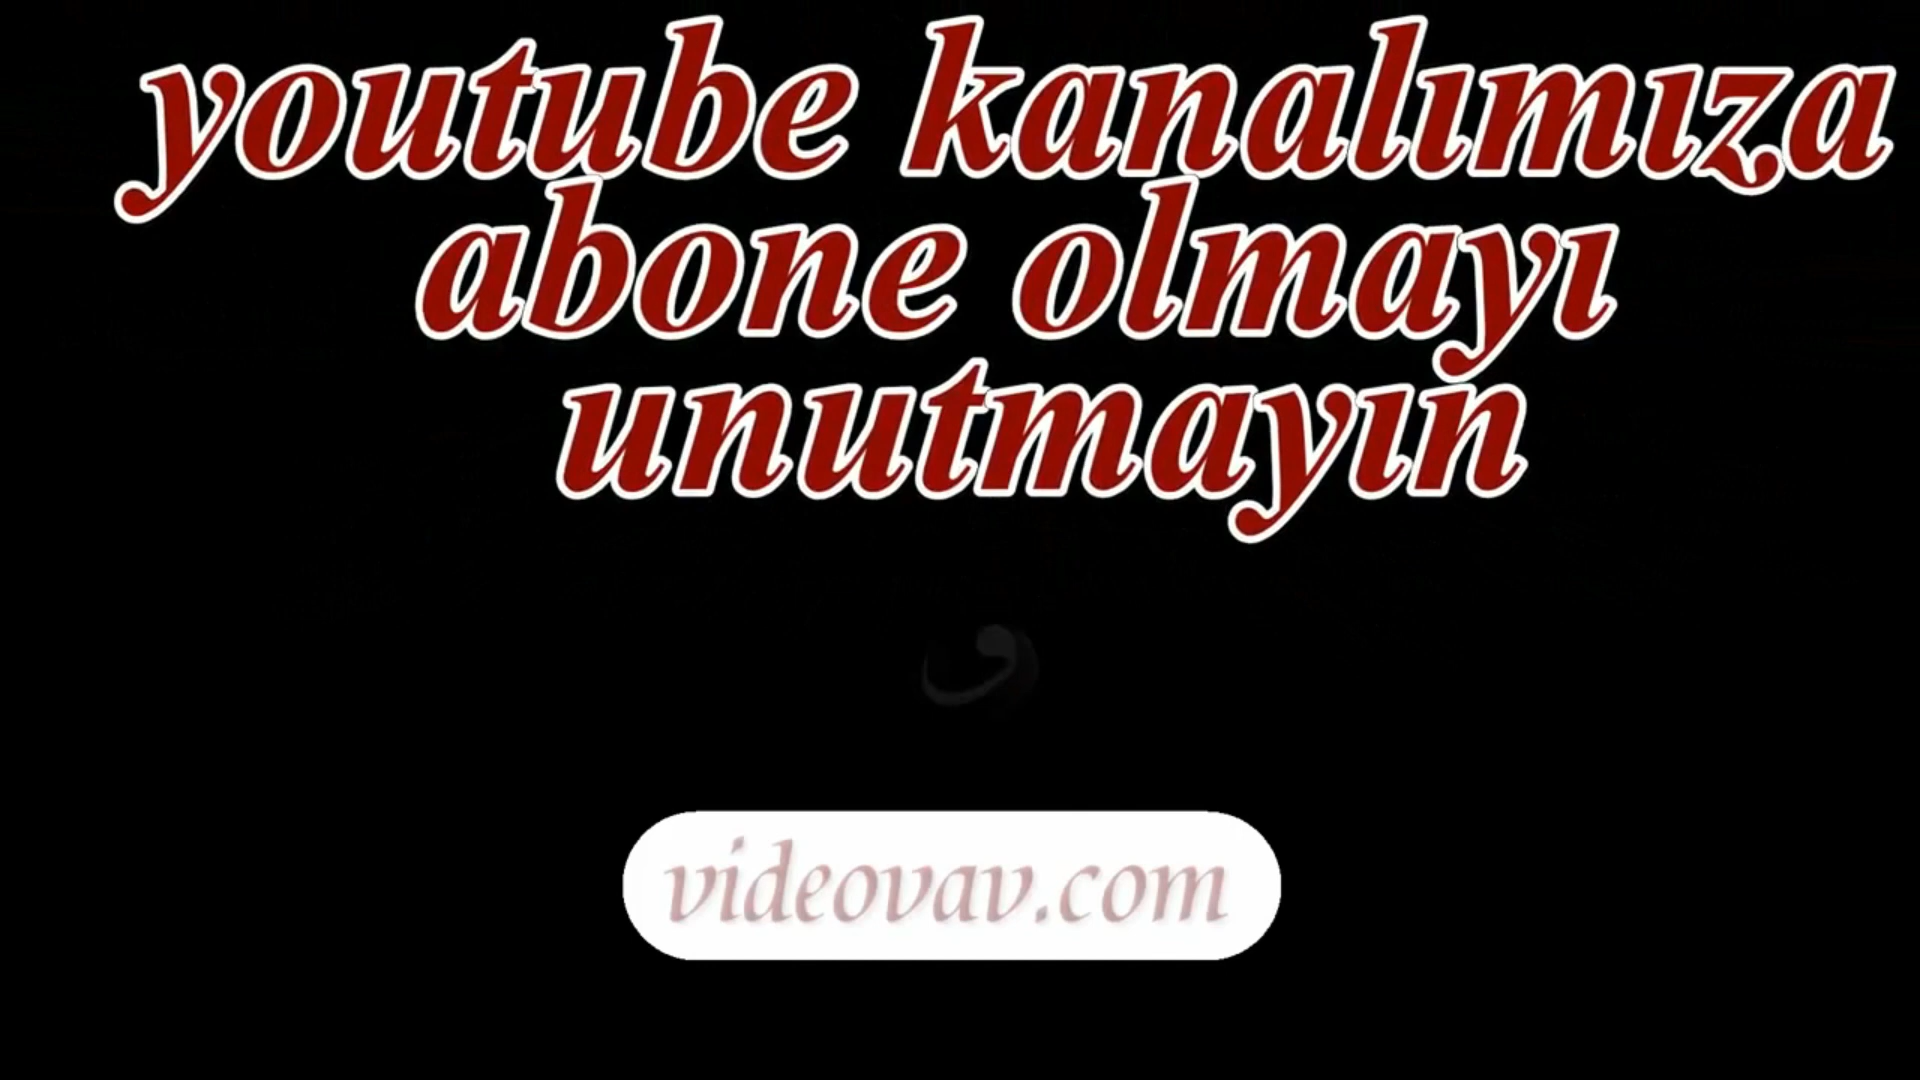 youtube kanalımıza
abone olmayı
unutmayın
و
videovav.com